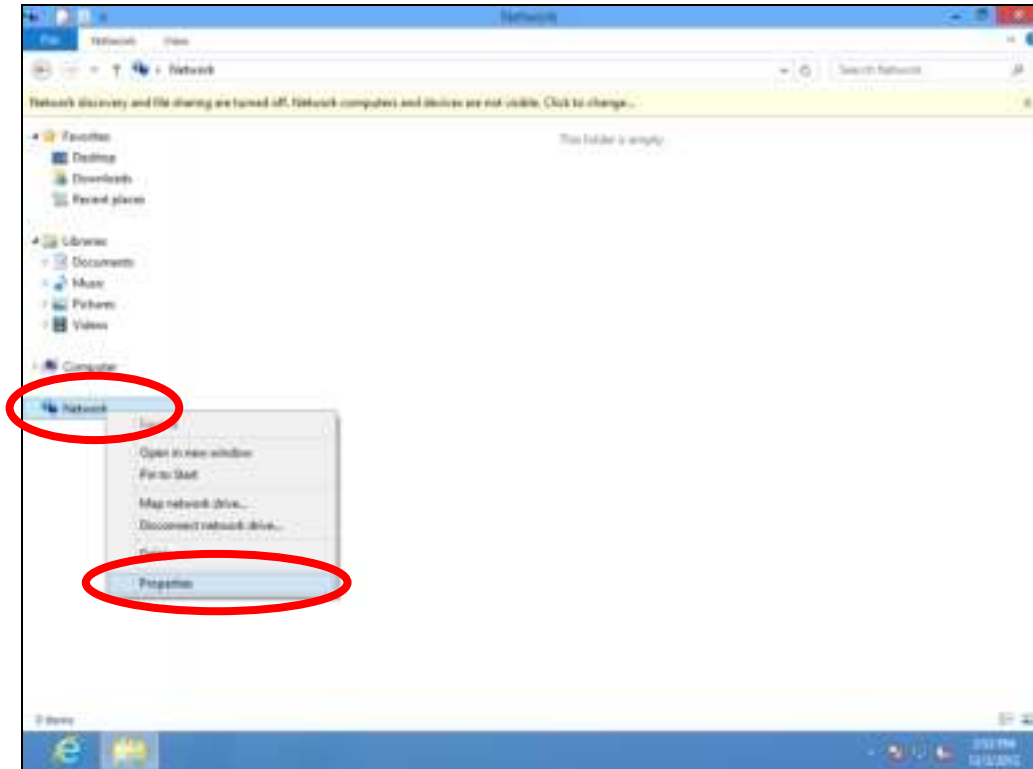 Network
File Network View
Network Search Network
Network discovery and file sharing are turned off. Network computers and devices are not visible. Click to change...
This folder is empty.
Favorites
Desktop
Downloads
Recent places
Libraries
Documents
Music
Pictures
Videos
Computer
Network
Open in new window
Pin to Start
Map network drive...
Disconnect network drive...
Properties
0 items